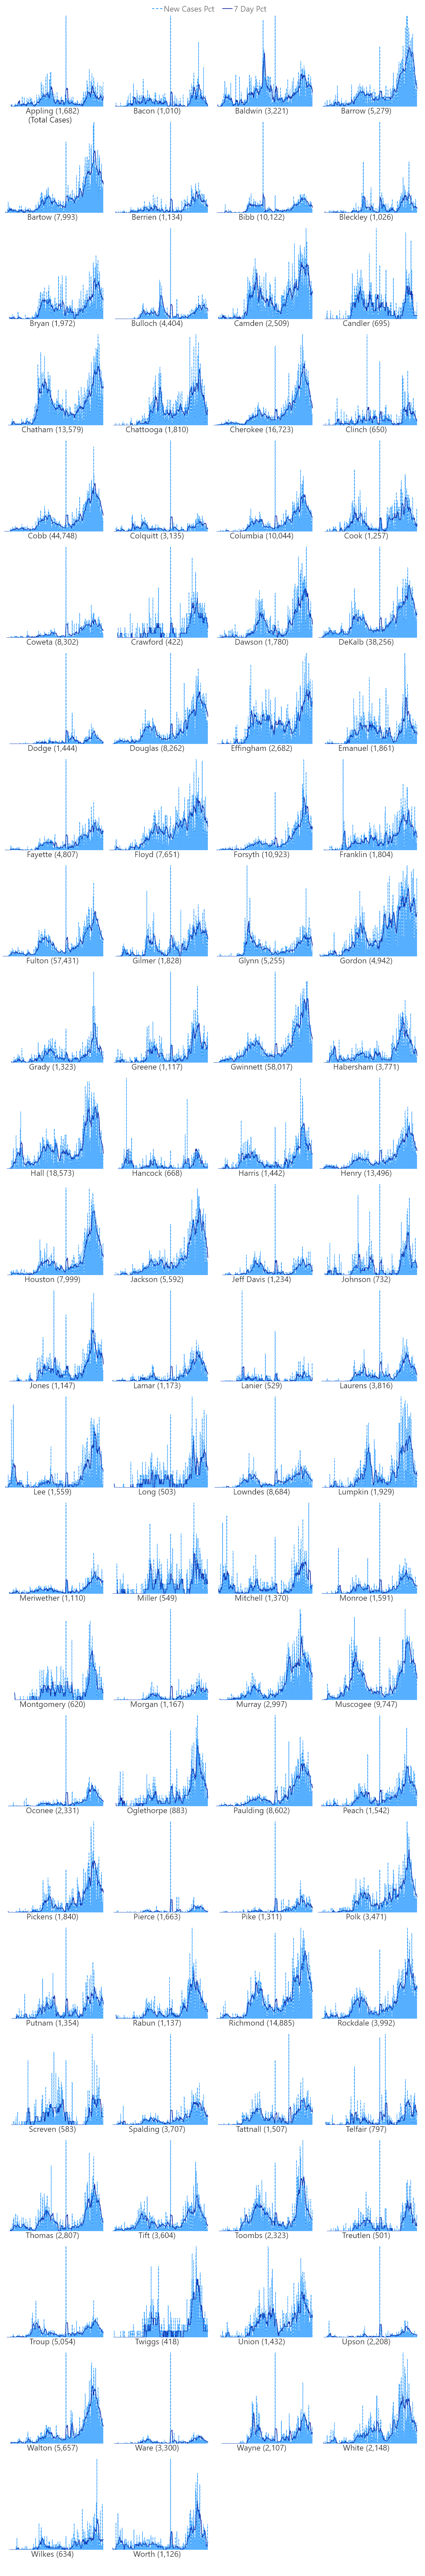 New Cases Pct 7 Day Pct
Appling (1,682) Bacon (1,010) Baldwin (3,221) Barrow (5,279)
(Total Cases)
Bartow (7,993) Berrien (1,134) Bibb (10,122) Bleckley (1,026)
Bryan (1,972) Bulloch (4,404) Camden (2,509) Candler (695)
Chatham (13,579) Chattooga (1,810) Cherokee (16,723) Clinch (650)
Cobb (44,748) Colquitt (3,135) Columbia (10,044) Cook (1,257)
Coweta (8,302) Crawford (422) Dawson (1,780) DeKalb (38,256)
Dodge (1,444) Douglas (8,262) Effingham (2,682) Emanuel (1,861)
Fayette (4,807) Floyd (7,651) Forsyth (10,923) Franklin (1,804)
Fulton (57,431) Gilmer (1,828) Glynn (5,255) Gordon (4,942)
Grady (1,323) Greene (1,117) Gwinnett (58,017) Habersham (3,771)
Hall (18,573) Hancock (668) Harris (1,442) Henry (13,496)
Houston (7,999) Jackson (5,592) Jeff Davis (1,234) Johnson (732)
Jones (1,147) Lamar (1,173) Lanier (529) Laurens (3,816)
Lee (1,559) Long (503) Lowndes (8,684) Lumpkin (1,929)
Meriwether (1,110) Miller (549) Mitchell (1,370) Monroe (1,591)
Montgomery (620) Morgan (1,167) Murray (2,997) Muscogee (9,747)
Oconee (2,331) Oglethorpe (883) Paulding (8,602) Peach (1,542)
Pickens (1,840) Pierce (1,663) Pike (1,311) Polk (3,471)
Putnam (1,354) Rabun (1,137) Richmond (14,885) Rockdale (3,992)
Screven (583) Spalding (3,707) Tattnall (1,507) Telfair (797)
Thomas (2,807) Tift (3,604) Toombs (2,323) Treutlen (501)
Troup (5,054) Twiggs (418) Union (1,432) Upson (2,208)
Walton (5,657) Ware (3,300) Wayne (2,107) White (2,148)
Wilkes (634) Worth (1,126)